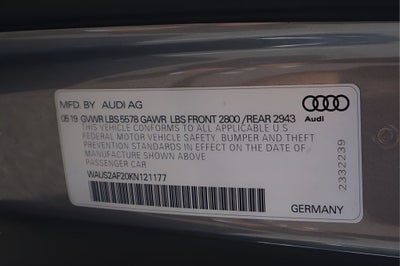 MFD. BY AUDI AG
05 19 GVWR LBS 5578 GAWR LBS FRONT 2800 / REAR 2943
THIS VEHICLE CONFORMS TO ALL APPLICABLE U S
FEDERAL MOTOR VEHICLE SAFETY, BUMPER AND THEFT
PREVENTION STANDARDS IN EFFECT ON THE
DATE OF MANUFACTURE SHOWN ABOVE
PASSENGER CAR
WAUS2AF20KN121177
Audi
2332239
GERMANY